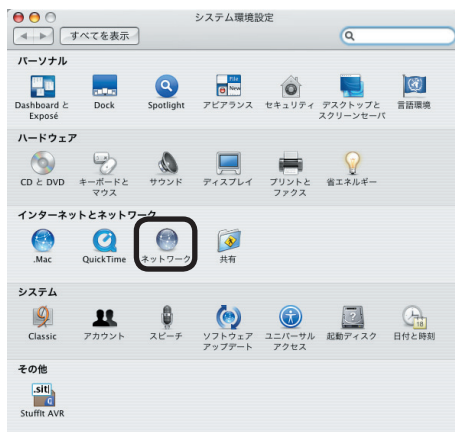 システム環境設定
すべてを表示
パーソナル
Dashboard と Exposé
Dock
Spotlight
File
New
アピアランス
セキュリティ
デスクトップと スクリーンセーバ
言語環境
ハードウェア
CD と DVD
キーボードと マウス
サウンド
ディスプレイ
プリントと ファクス
省エネルギー
インターネットとネットワーク
.Mac
QuickTime
ネットワーク
共有
システム
Classic
アカウント
スピーチ
ソフトウェア アップデート
ユニバーサル アクセス
起動ディスク
18
日付と時刻
その他
.sit
StuffIt AVR